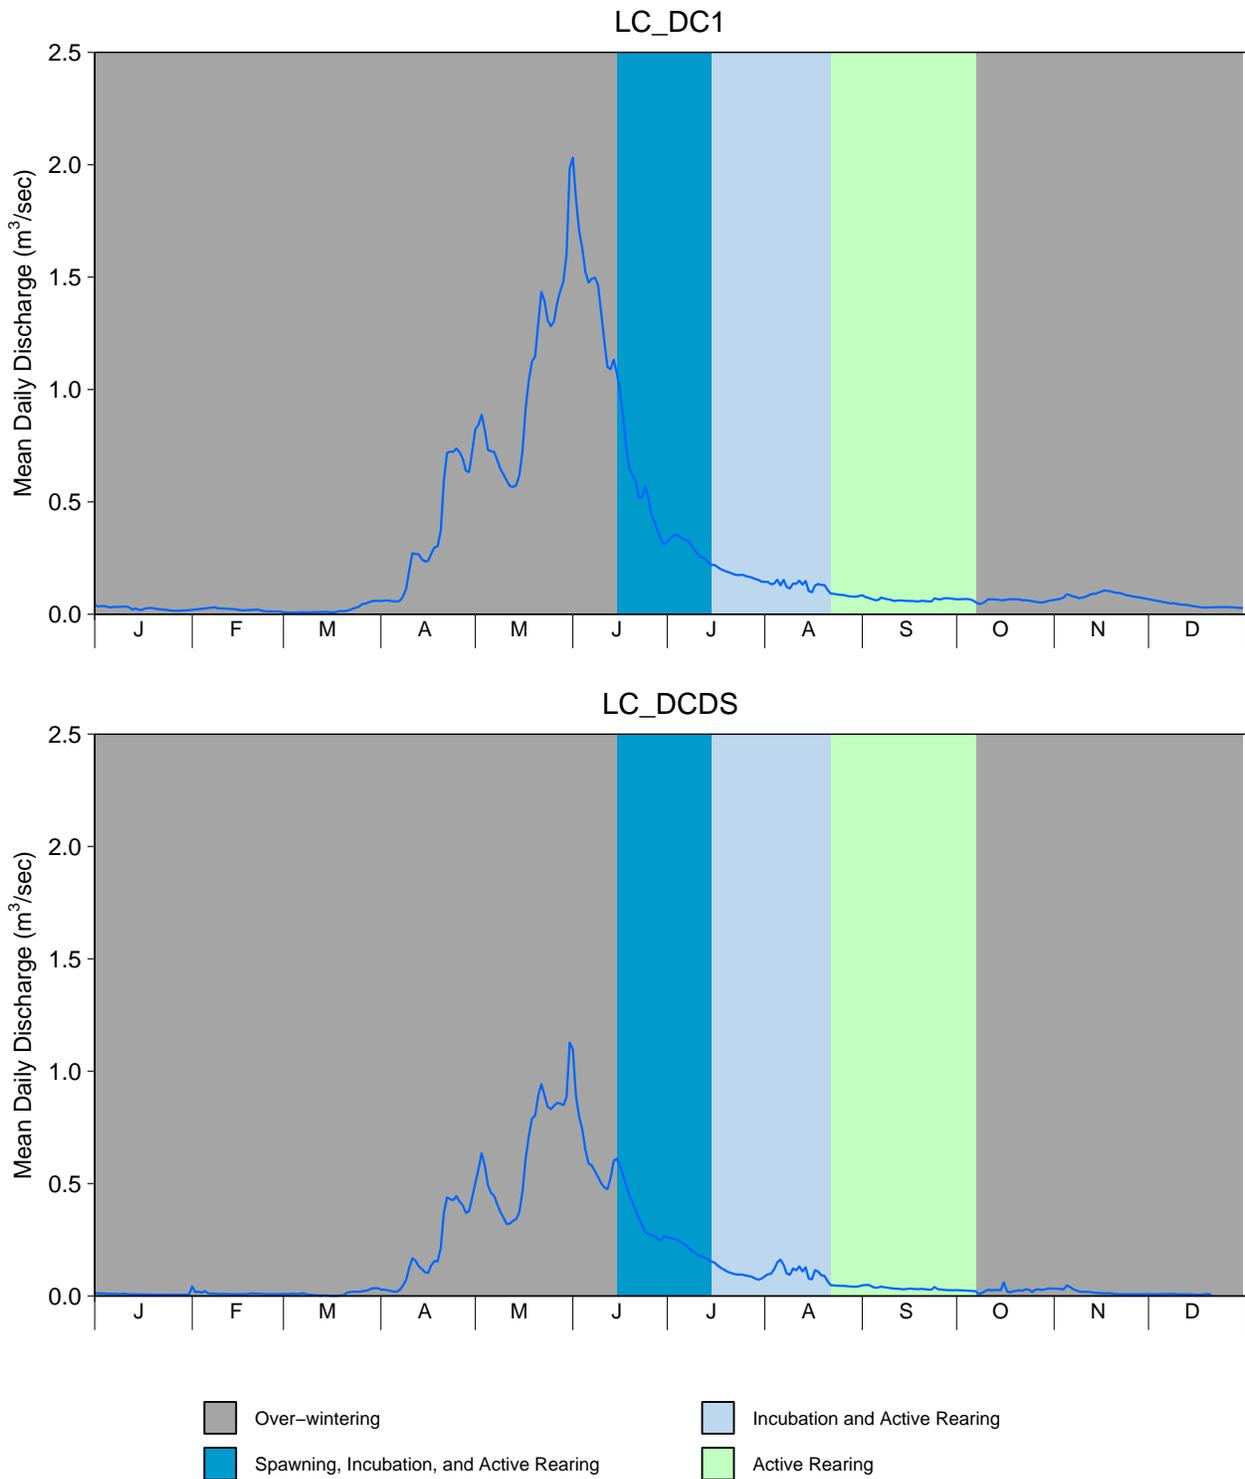 LC_DC1
Mean Daily Discharge (m³/sec)
2.5
2.0
1.5
1.0
0.5
0.0
J F M A M J J A S O N D
LC_DCDS
Mean Daily Discharge (m³/sec)
2.5
2.0
1.5
1.0
0.5
0.0
J F M A M J J A S O N D
Over−wintering
Incubation and Active Rearing
Spawning, Incubation, and Active Rearing
Active Rearing